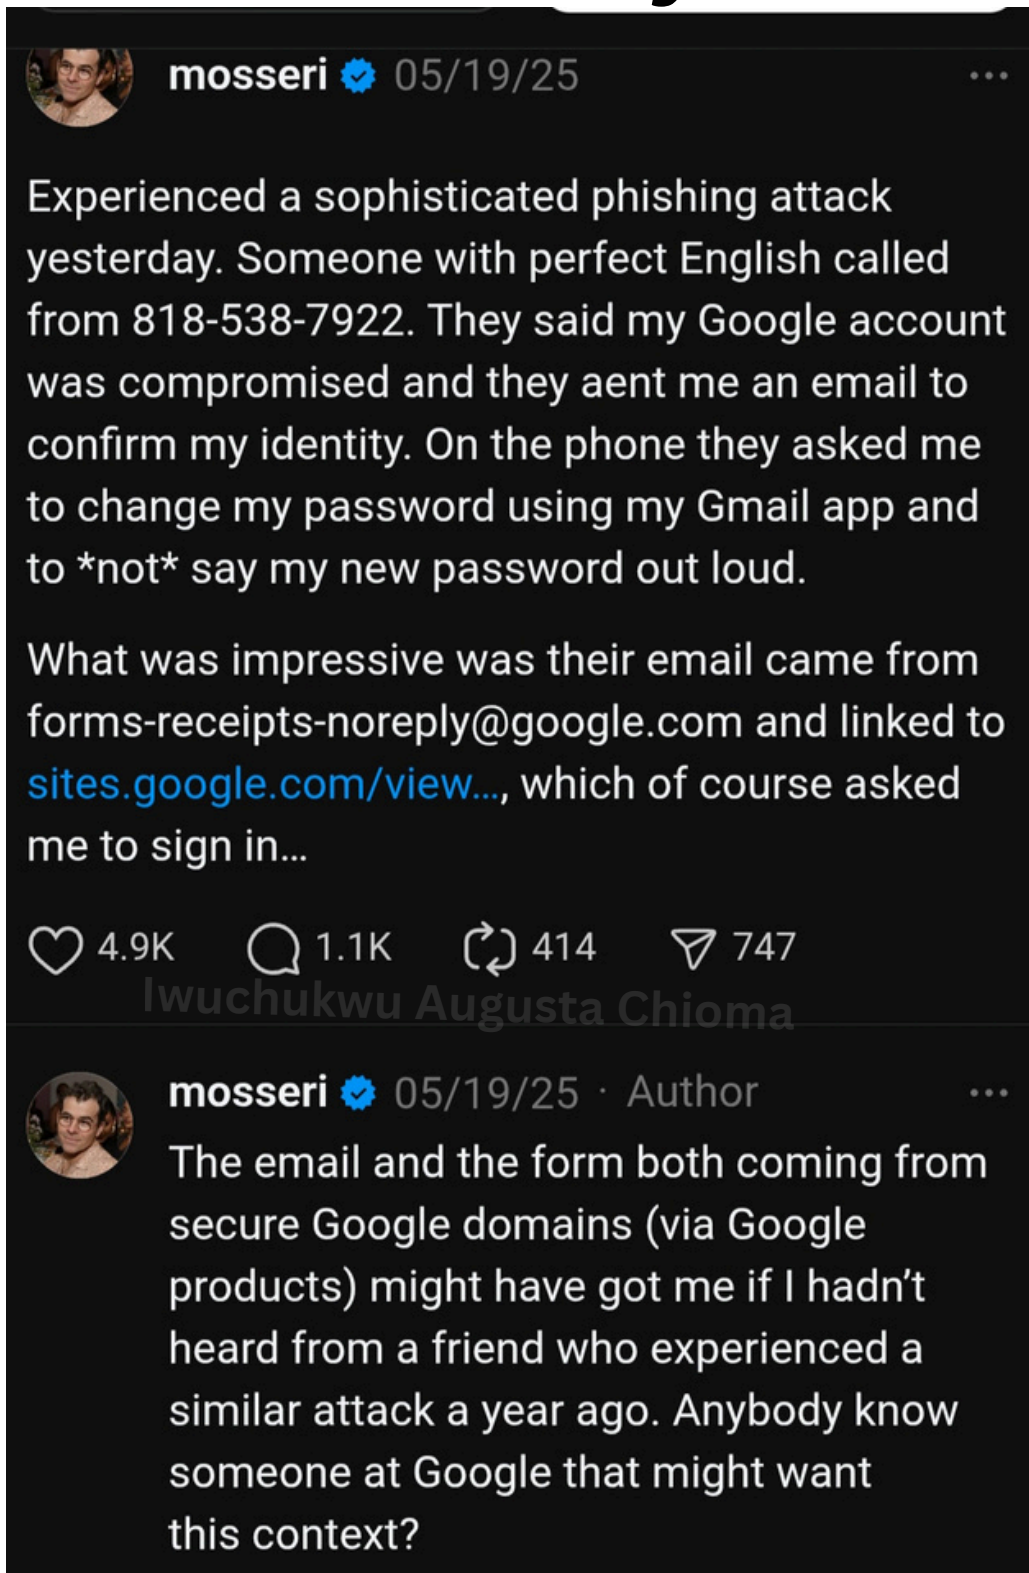 mosseri 05/19/25
Experienced a sophisticated phishing attack
yesterday. Someone with perfect English called
from 818-538-7922. They said my Google account
was compromised and they aent me an email to
confirm my identity. On the phone they asked me
to change my password using my Gmail app and
to *not* say my new password out loud.
What was impressive was their email came from
forms-receipts-noreply@google.com and linked to
sites.google.com/view..., which of course asked
me to sign in...
4.9K 1.1K 414 747
Iwuchukwu Augusta Chioma
mosseri 05/19/25 · Author
The email and the form both coming from
secure Google domains (via Google
products) might have got me if I hadn't
heard from a friend who experienced a
similar attack a year ago. Anybody know
someone at Google that might want
this context?